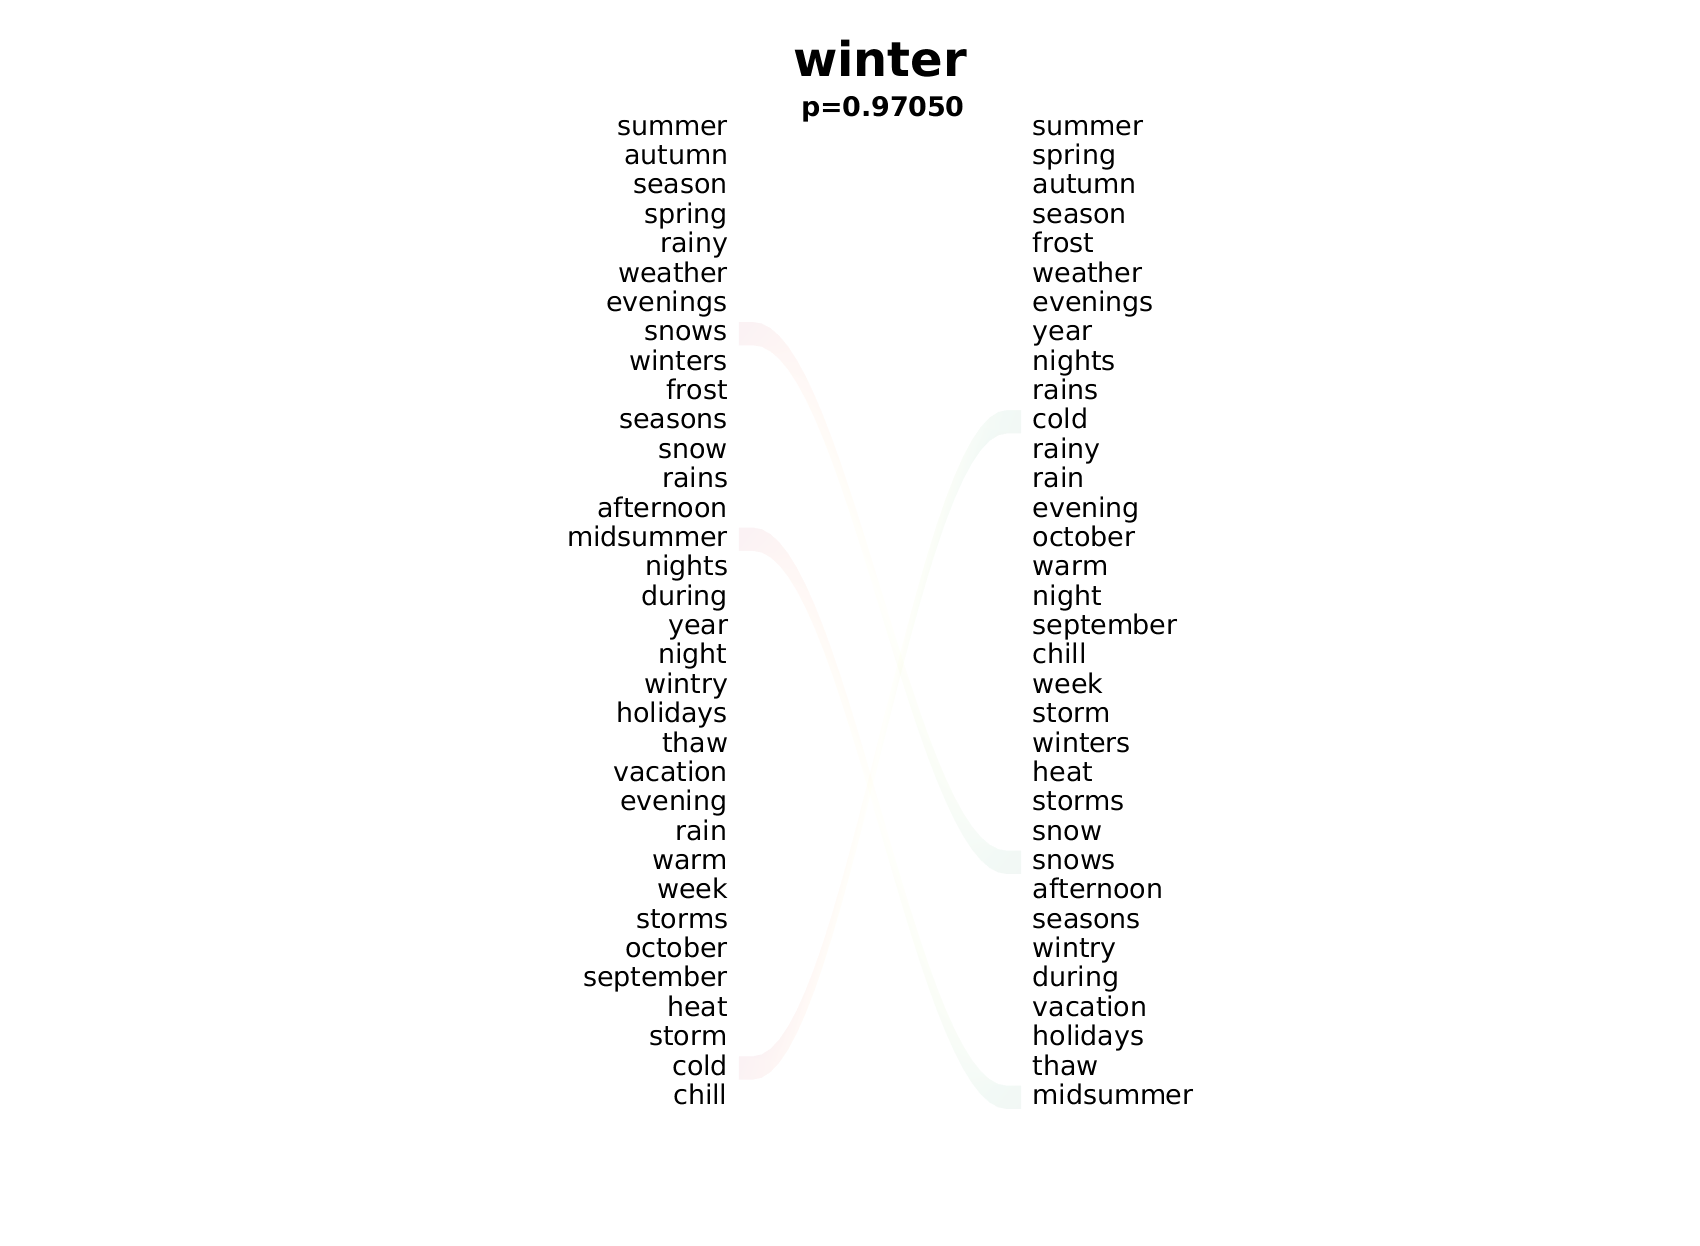 winter
p=0.97050
summer summer
autumn spring
season autumn
spring season
rainy frost
weather weather
evenings evenings
snows year
winters nights
frost rains
seasons cold
snow rainy
rains rain
afternoon evening
midsummer october
nights warm
during night
year september
night chill
wintry week
holidays storm
thaw winters
vacation heat
evening storms
rain snow
warm snows
week afternoon
storms seasons
october wintry
september during
heat vacation
storm holidays
cold thaw
chill midsummer